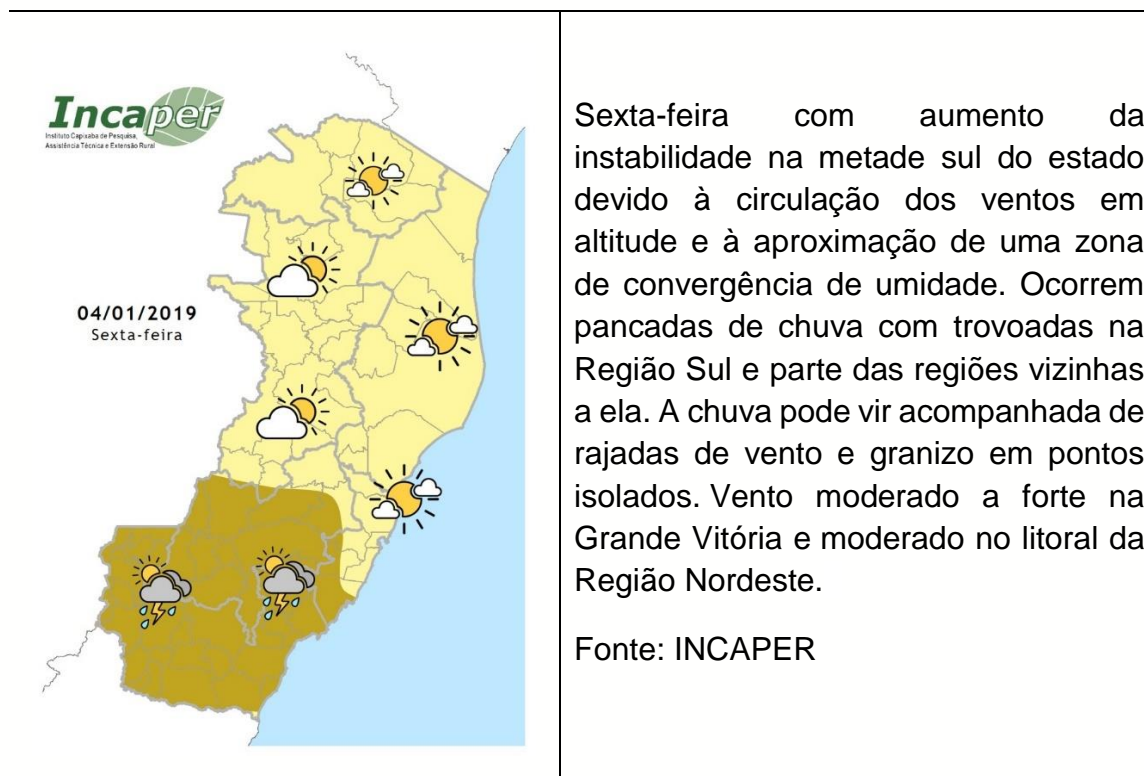 Incaper
Instituto Capixaba de Pesquisa,
Assistência Técnica e Extensão Rural
04/01/2019
Sexta-feira
Sexta-feira com aumento da
instabilidade na metade sul do estado
devido à circulação dos ventos em
altitude e à aproximação de uma zona
de convergência de umidade. Ocorrem
pancadas de chuva com trovoadas na
Região Sul e parte das regiões vizinhas
a ela. A chuva pode vir acompanhada de
rajadas de vento e granizo em pontos
isolados. Vento moderado a forte na
Grande Vitória e moderado no litoral da
Região Nordeste.
Fonte: INCAPER